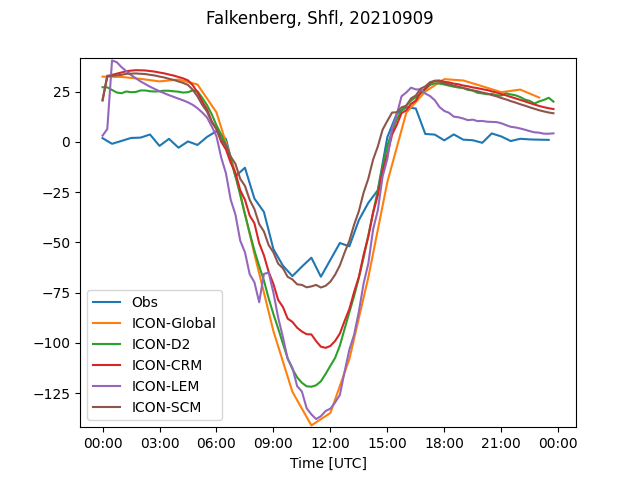 Falkenberg, Shfl, 20210909
25
0
−25
−50
−75
−100
−125
Obs
ICON-Global
ICON-D2
ICON-CRM
ICON-LEM
ICON-SCM
00:00 03:00 06:00 09:00 12:00 15:00 18:00 21:00 00:00
Time [UTC]